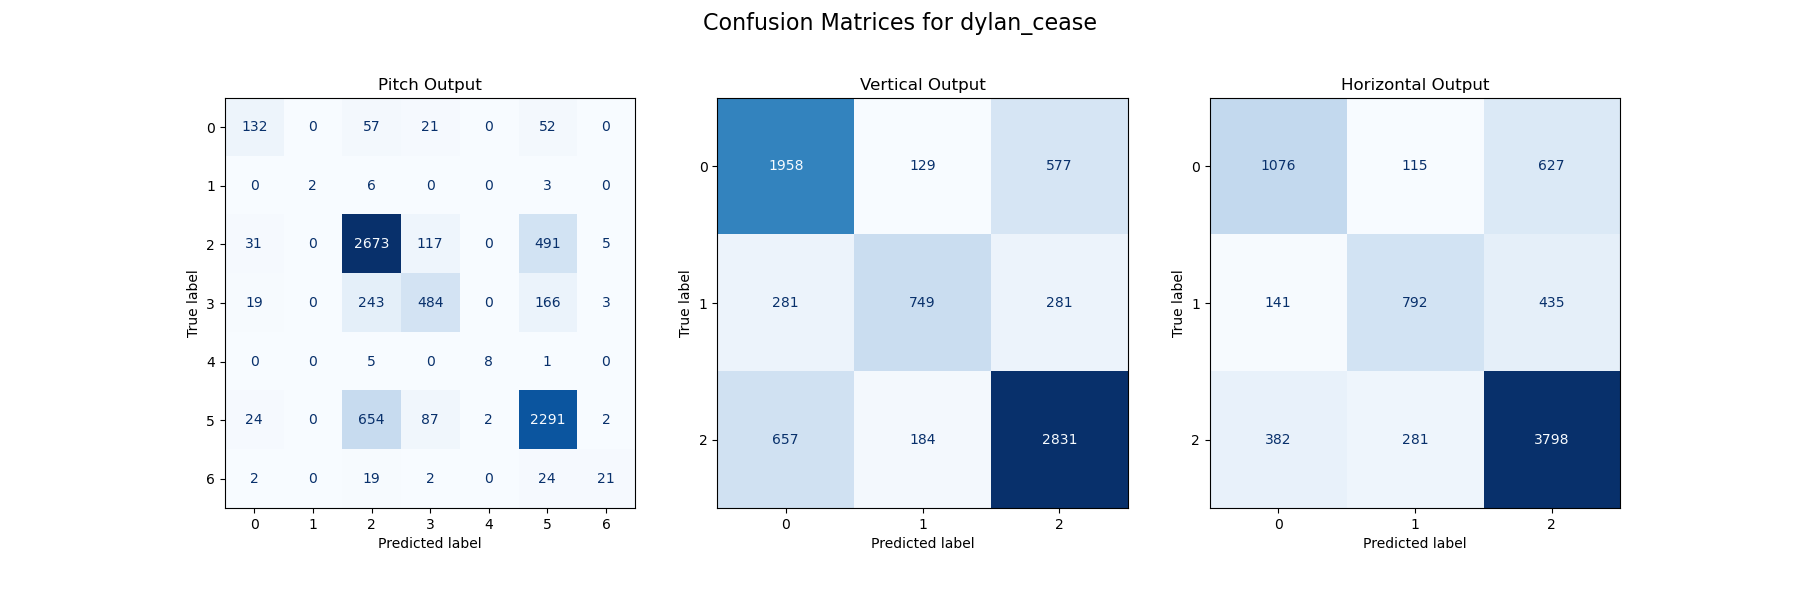 Confusion Matrices for dylan_cease
Pitch Output
True label
0 132 0 57 21 0 52 0
1 0 2 6 0 0 3 0
2 31 0 2673 117 0 491 5
3 19 0 243 484 0 166 3
4 0 0 5 0 8 1 0
5 24 0 654 87 2 2291 2
6 2 0 19 2 0 24 21
0 1 2 3 4 5 6
Predicted label
Vertical Output
True label
0 1958 129 577
1 281 749 281
2 657 184 2831
0 1 2
Predicted label
Horizontal Output
True label
0 1076 115 627
1 141 792 435
2 382 281 3798
0 1 2
Predicted label